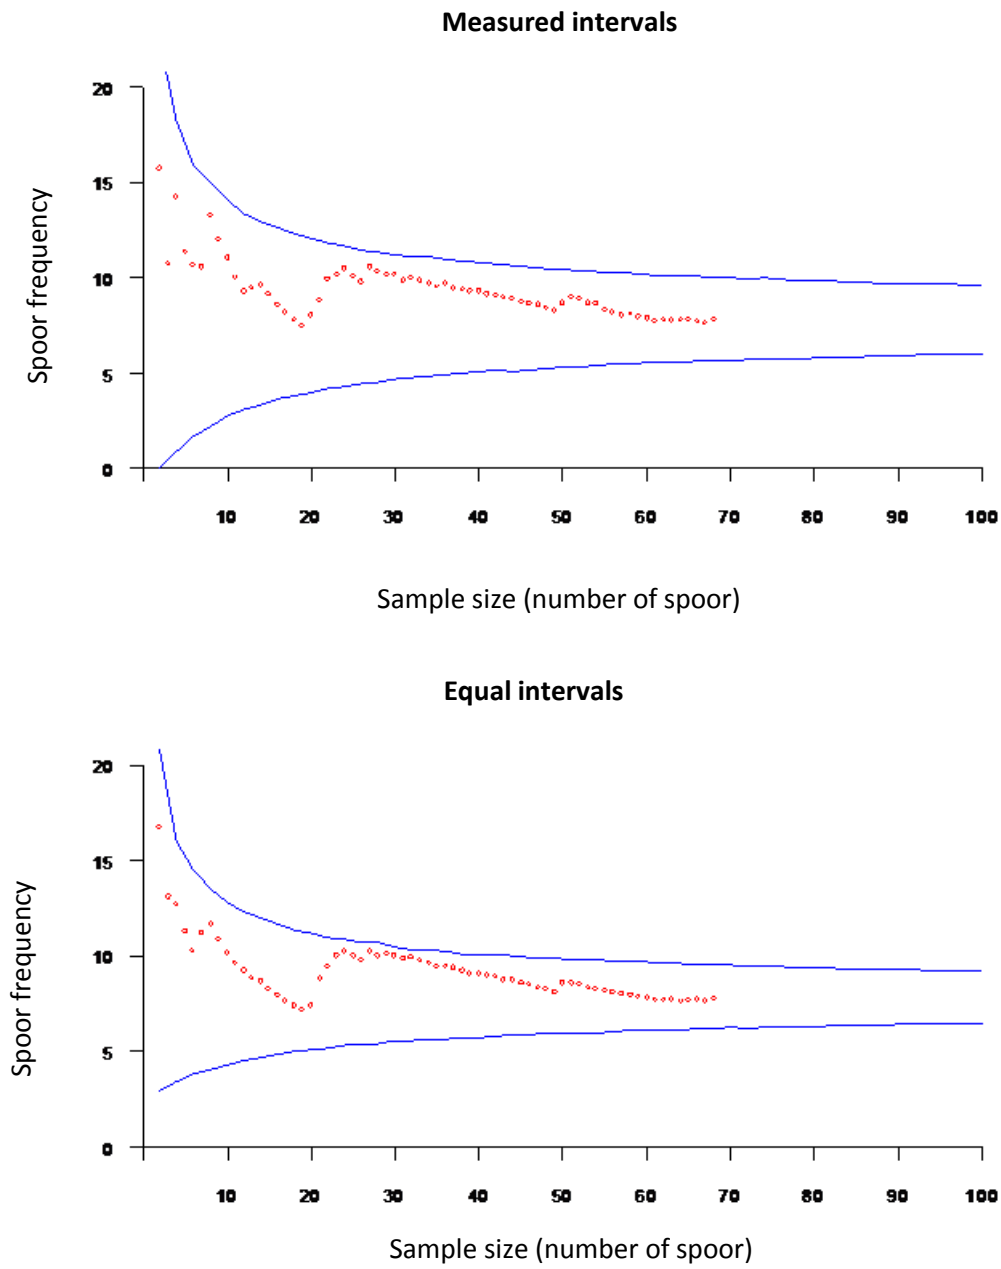 Measured intervals
20
15
10
5
0
Spoor frequency
10 20 30 40 50 60 70 80 90 100
Sample size (number of spoor)
Equal intervals
20
15
10
5
0
Spoor frequency
10 20 30 40 50 60 70 80 90 100
Sample size (number of spoor)